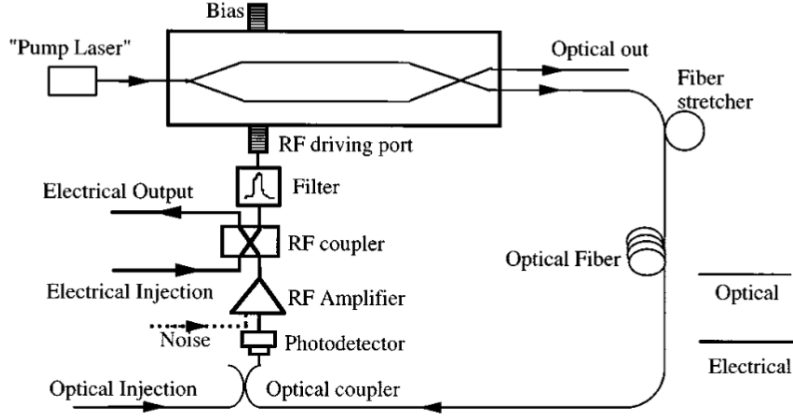 Bias
"Pump Laser"
Optical out
Fiber
stretcher
RF driving port
Filter
Electrical Output
RF coupler
Optical Fiber
Electrical Injection
RF Amplifier
Optical
Noise
Photodetector
Electrical
Optical Injection
Optical coupler